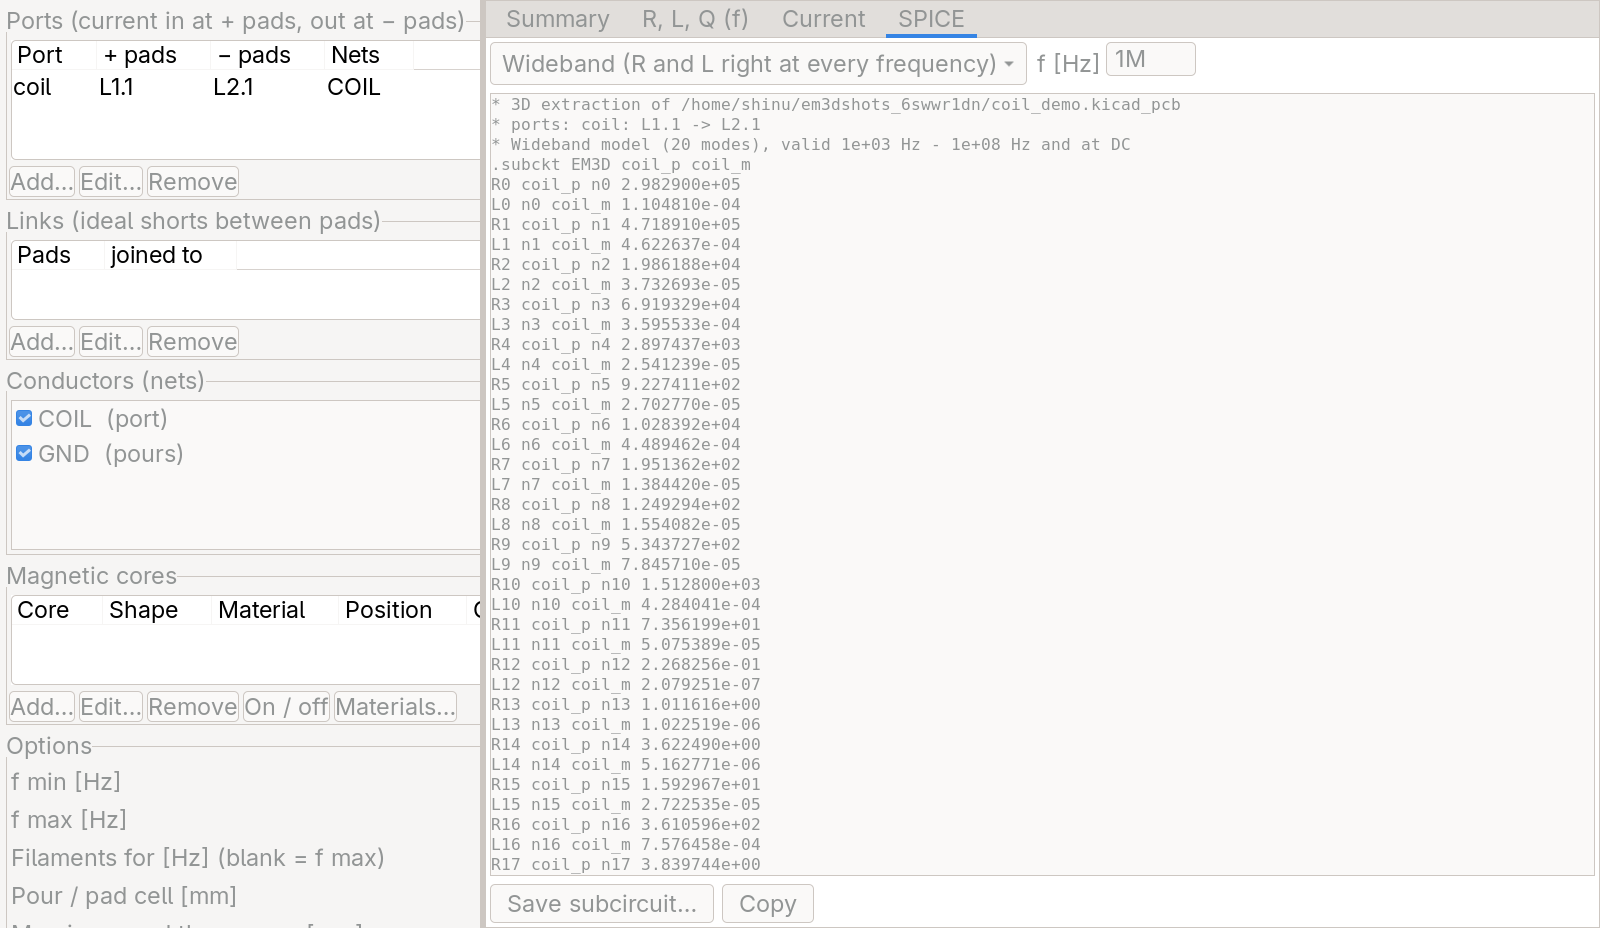 Ports (current in at + pads, out at − pads)
Port + pads − pads Nets
coil L1.1 L2.1 COIL
Add... Edit... Remove
Links (ideal shorts between pads)
Pads joined to
Add... Edit... Remove
Conductors (nets)
COIL (port)
GND (pours)
Magnetic cores
Core Shape Material Position
Add... Edit... Remove On / off Materials...
Options
f min [Hz]
f max [Hz]
Filaments for [Hz] (blank = f max)
Pour / pad cell [mm]
Summary R, L, Q (f) Current SPICE
Wideband (R and L right at every frequency) f [Hz] 1M
* 3D extraction of /home/shinu/em3dshots_6swwr1dn/coil_demo.kicad_pcb
* ports: coil: L1.1 -> L2.1
* Wideband model (20 modes), valid 1e+03 Hz - 1e+08 Hz and at DC
.subckt EM3D coil_p coil_m
R0 coil_p n0 2.982900e+05
L0 n0 coil_m 1.104810e-04
R1 coil_p n1 4.718910e+05
L1 n1 coil_m 4.622637e-04
R2 coil_p n2 1.986188e+04
L2 n2 coil_m 3.732693e-05
R3 coil_p n3 6.919329e+04
L3 n3 coil_m 3.595533e-04
R4 coil_p n4 2.897437e+03
L4 n4 coil_m 2.541239e-05
R5 coil_p n5 9.227411e+02
L5 n5 coil_m 2.702770e-05
R6 coil_p n6 1.028392e+04
L6 n6 coil_m 4.489462e-04
R7 coil_p n7 1.951362e+02
L7 n7 coil_m 1.384420e-05
R8 coil_p n8 1.249294e+02
L8 n8 coil_m 1.554082e-05
R9 coil_p n9 5.343727e+02
L9 n9 coil_m 7.845710e-05
R10 coil_p n10 1.512800e+03
L10 n10 coil_m 4.284041e-04
R11 coil_p n11 7.356199e+01
L11 n11 coil_m 5.075389e-05
R12 coil_p n12 2.268256e-01
L12 n12 coil_m 2.079251e-07
R13 coil_p n13 1.011616e+00
L13 n13 coil_m 1.022519e-06
R14 coil_p n14 3.622490e+00
L14 n14 coil_m 5.162771e-06
R15 coil_p n15 1.592967e+01
L15 n15 coil_m 2.722535e-05
R16 coil_p n16 3.610596e+02
L16 n16 coil_m 7.576458e-04
R17 coil_p n17 3.839744e+00
Save subcircuit... Copy